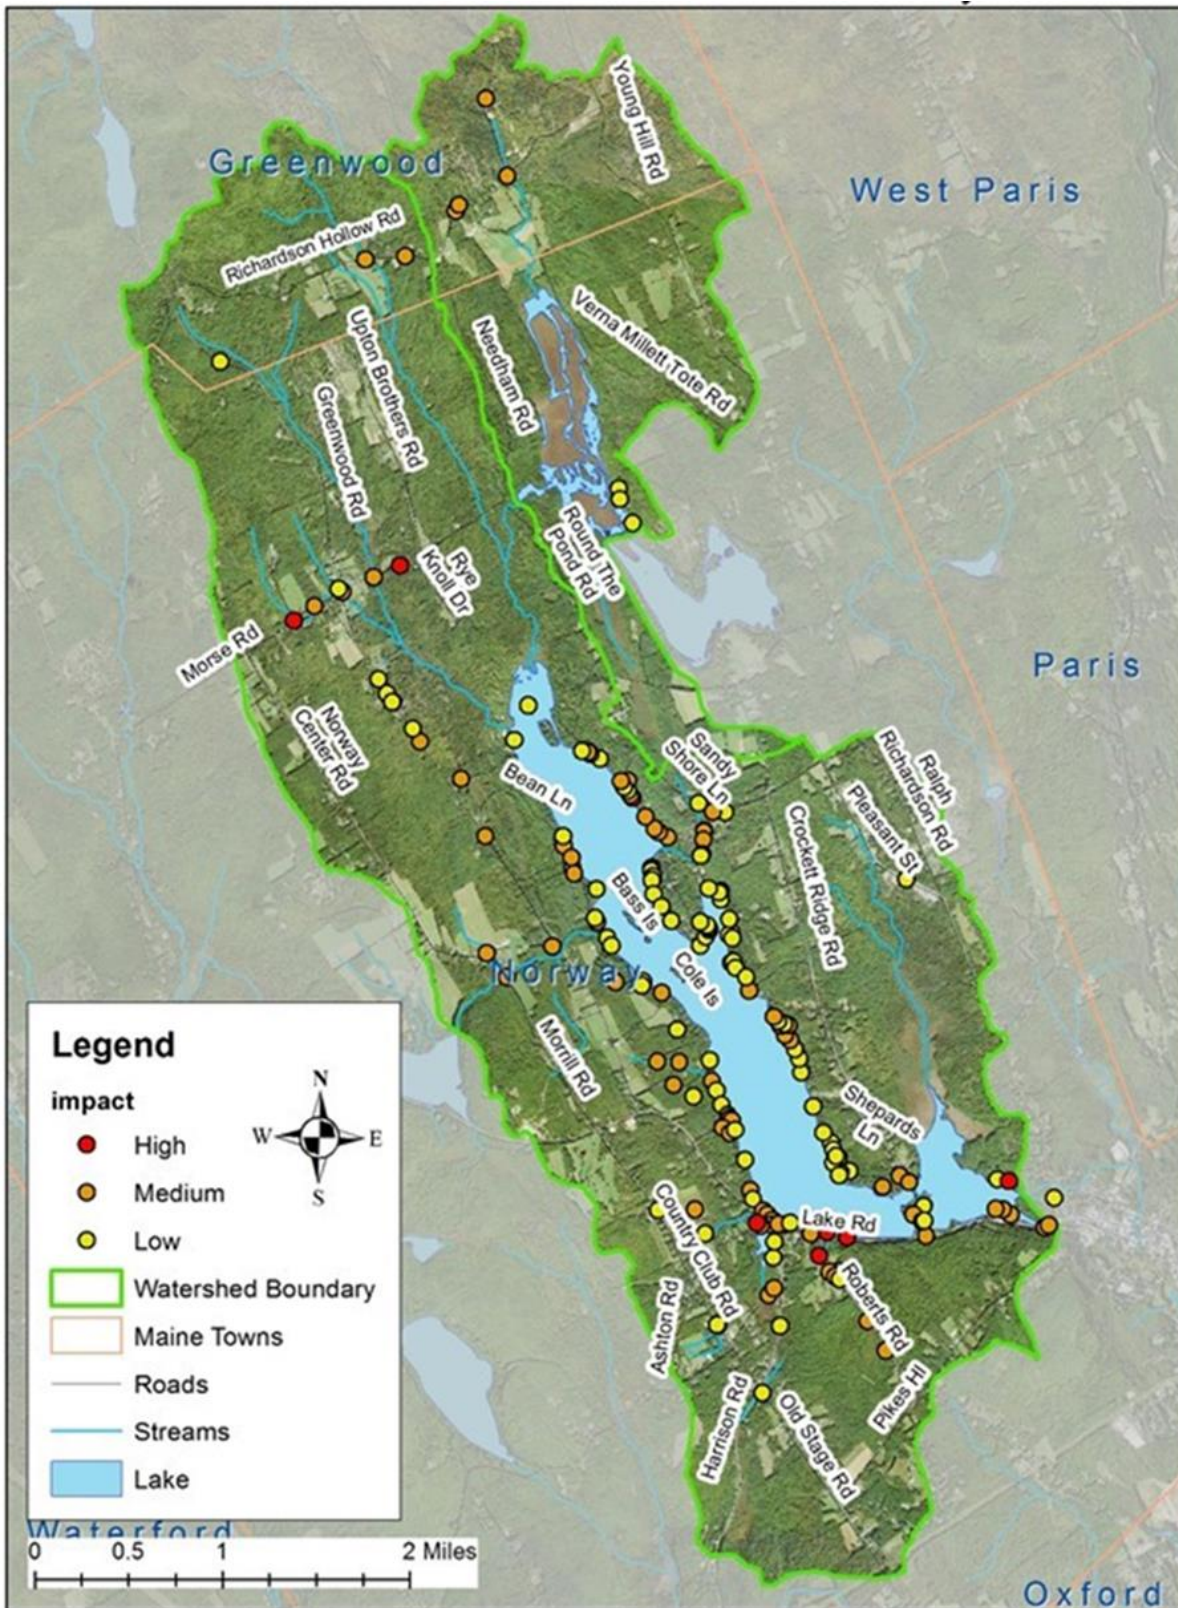 Greenwood
Young Hill Rd
West Paris
Richardson Hollow Rd
Upton Brothers Rd
Needham Rd
Verna Millett Tote Rd
Greenwood Rd
Round The
Pond Rd
Rye
Knoll Dr
Morse Rd
Paris
Norway
Center Rd
Sandy
Shore Ln
Bean Ln
Ralph
Richardson Rd
Pleasant St
Crockett Ridge Rd
Bass Is
Cole Is
Norway
Morrill Rd
Shepards
Ln
Lake Rd
Country Club Rd
Roberts Rd
Ashton Rd
Pikes Hl
Harrison Rd
Old Stage Rd
Legend
impact
N
W
E
S
High
Medium
Low
Watershed Boundary
Maine Towns
Roads
Streams
Lake
Waterford
0 0.5 1 2 Miles
Oxford